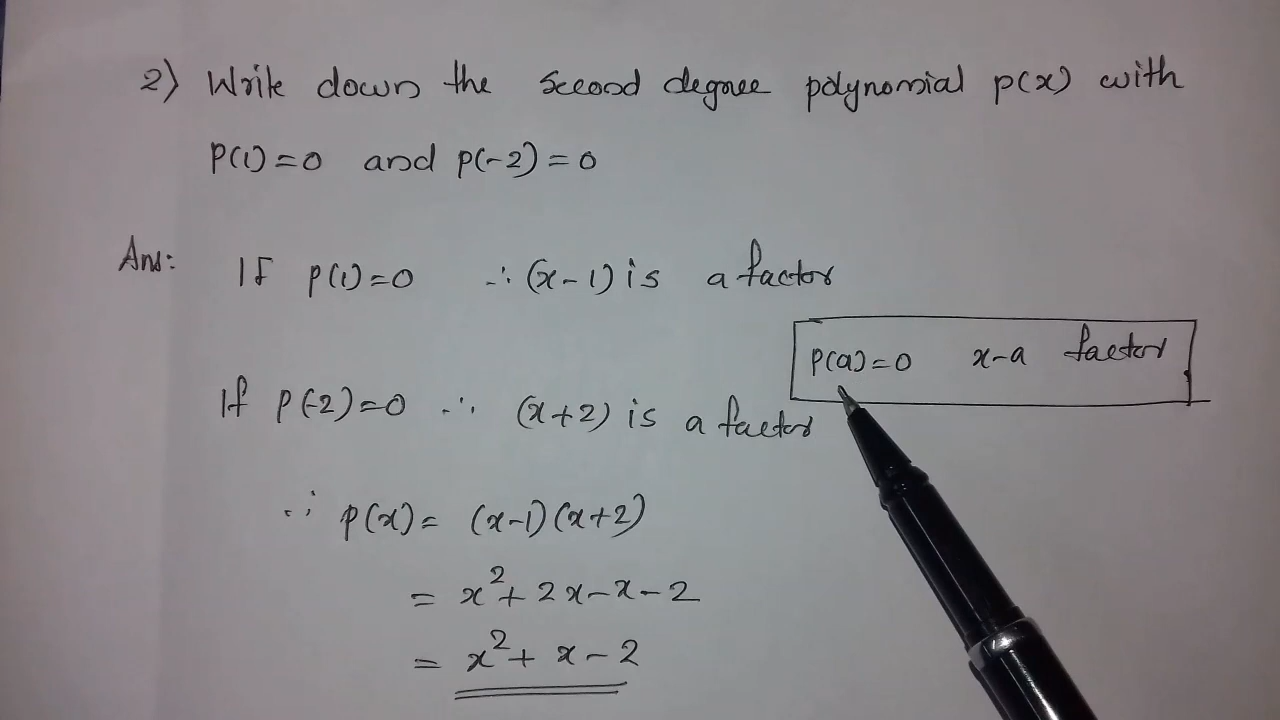 2) Write down the second degree polynomial p(x) with
P(1)=0 and p(-2)=0
Ans: If p(1)=0 ∴ (x-1) is a factor
P(a)=0 x-a factor
If P(-2)=0 ∴ (x+2) is a factor
∴ p(x)= (x-1)(x+2)
= x²+2x-x-2
= x²+x-2